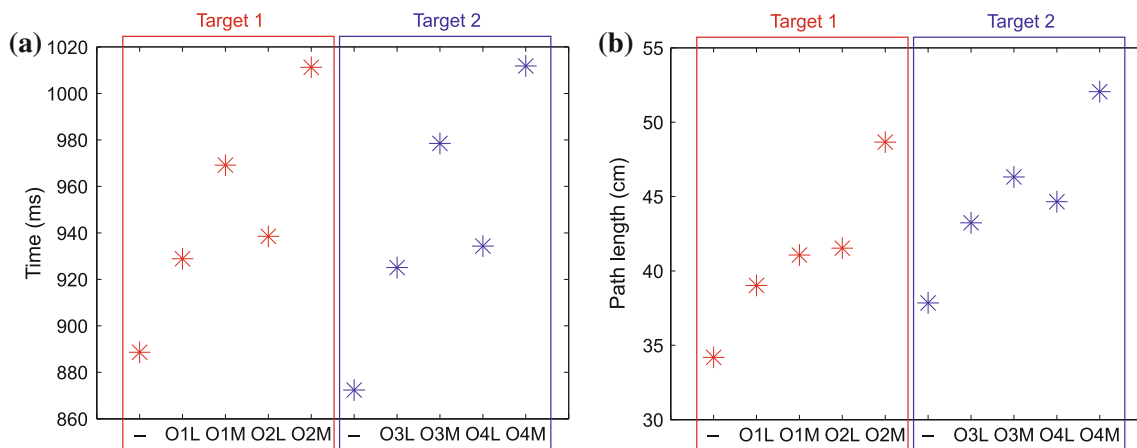 (a)
Target 1 Target 2
1020
1000
980
960
940
920
900
880
860
Time (ms)
– O1L O1M O2L O2M – O3L O3M O4L O4M
(b)
Target 1 Target 2
55
50
45
40
35
30
Path length (cm)
– O1L O1M O2L O2M – O3L O3M O4L O4M